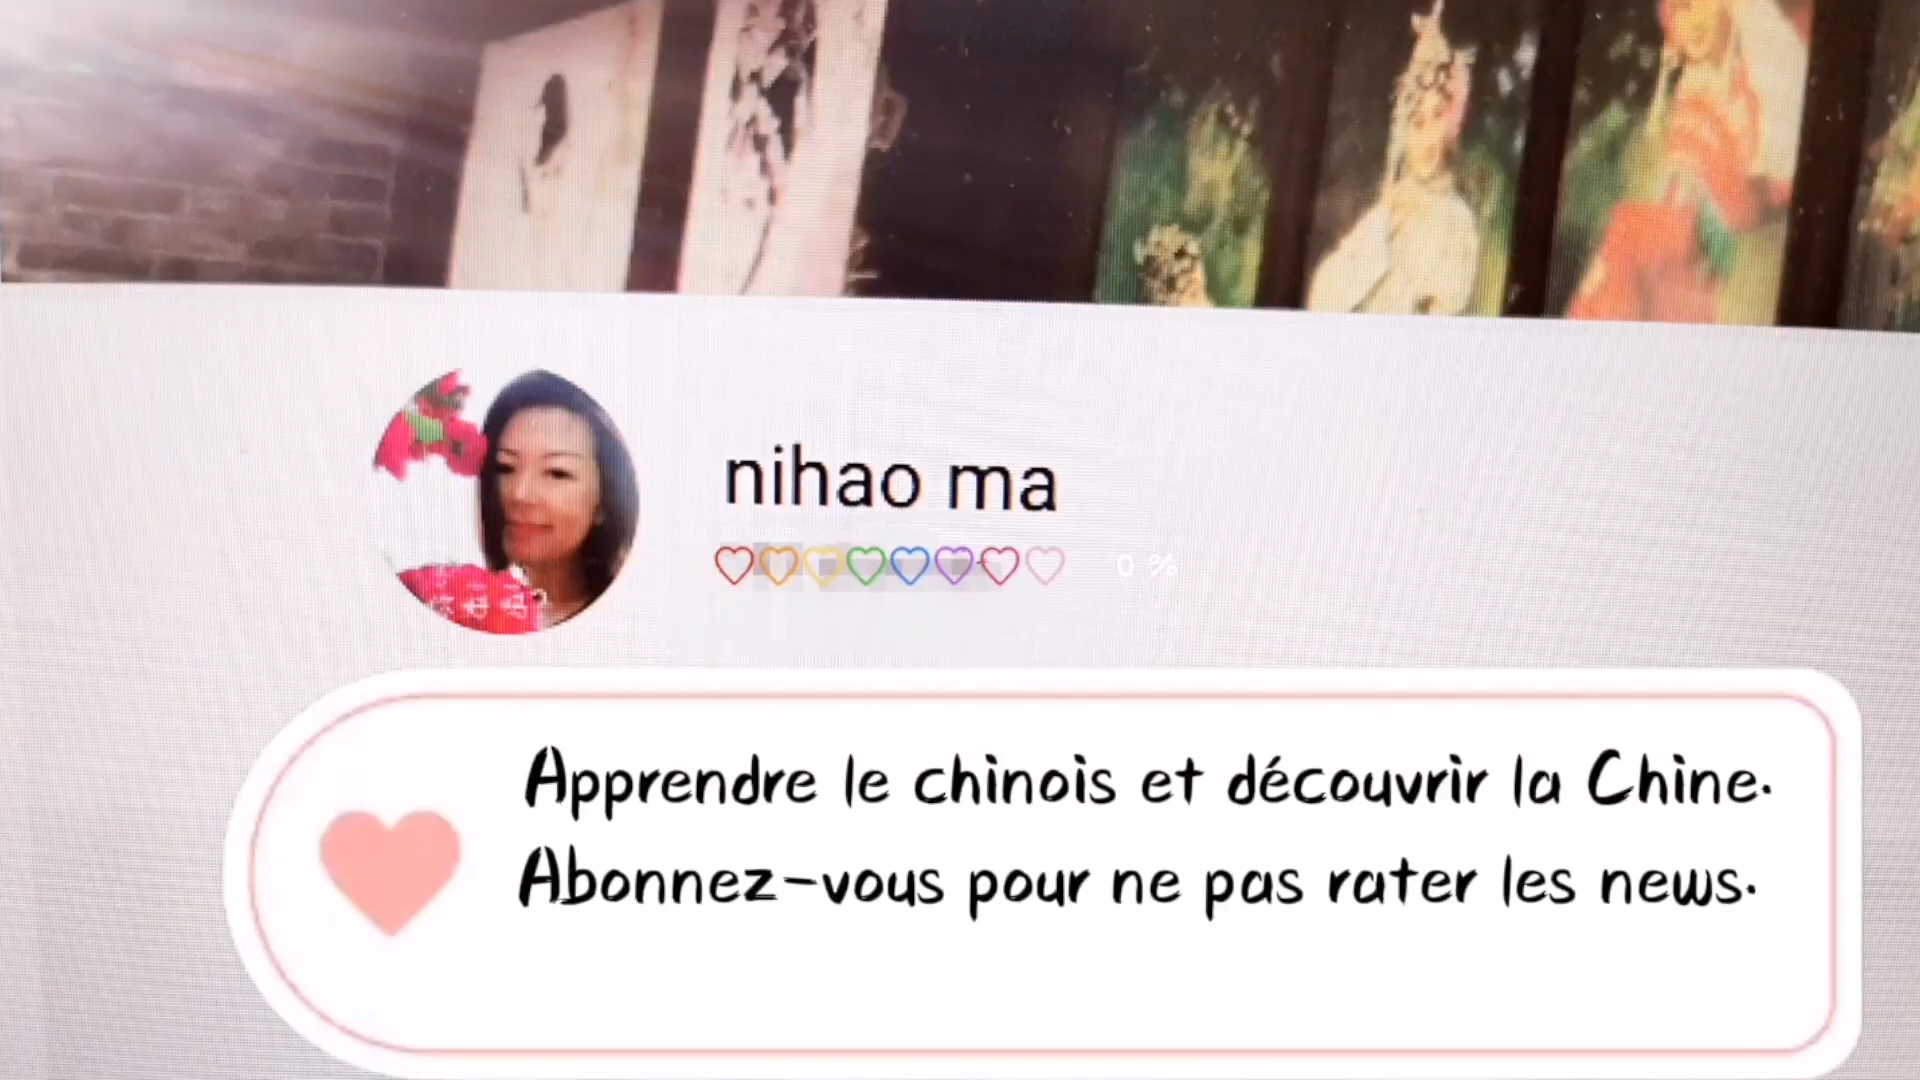 nihao ma
0 %
Apprendre le chinois et découvrir la Chine.
Abonnez-vous pour ne pas rater les news.